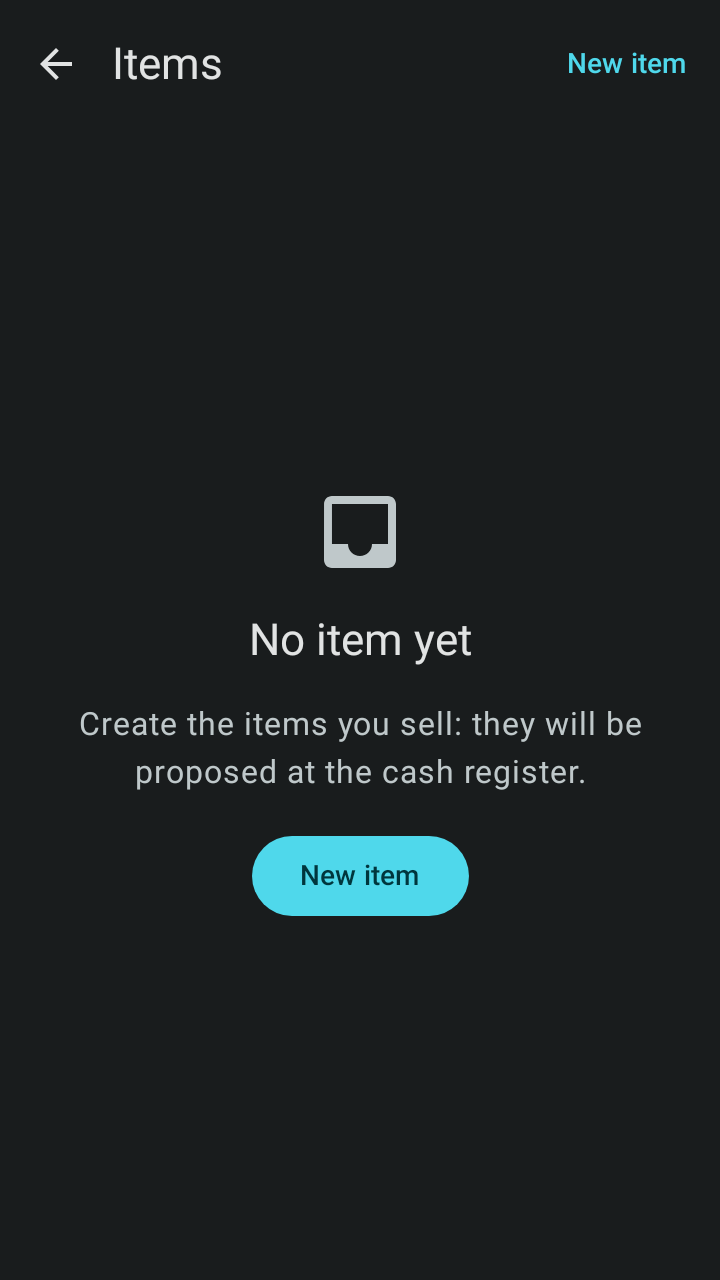 Items
New item
No item yet
Create the items you sell: they will be
proposed at the cash register.
New item